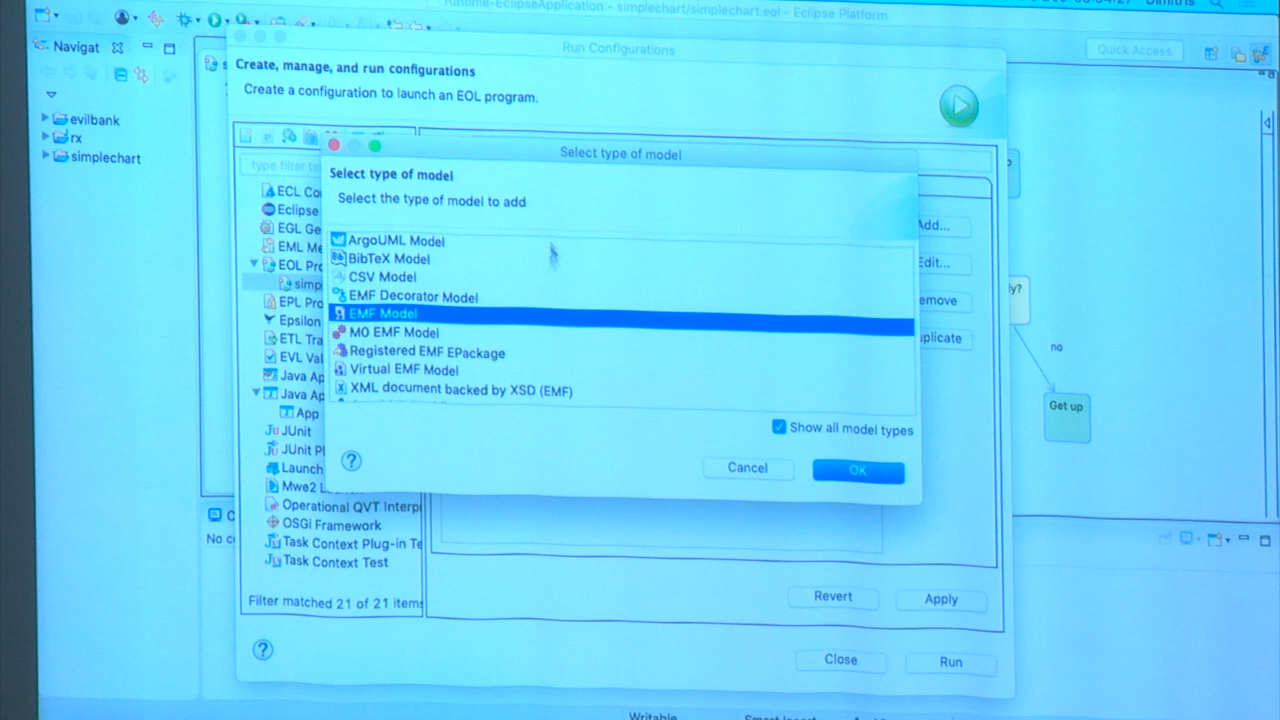 runtime-EclipseApplication - simplechart/simplechart.eol - Eclipse Platform
Navigat
Run Configurations
Quick Access
Create, manage, and run configurations
Create a configuration to launch an EOL program.
evilbank
rx
simplechart
Select type of model
type filter te
Select type of model
Select the type of model to add
ECL Co
Eclipse
EGL Ge
EML Me
EOL Pro
simp
EPL Pro
Epsilon
ETL Tra
EVL Val
Java Ap
Java Ap
App
JUnit
JUnit Pl
Launch
Mwe2 L
Operational QVT Interp
OSGi Framework
Task Context Plug-in Te
Task Context Test
Filter matched 21 of 21 items
ArgoUML Model
BibTeX Model
CSV Model
EMF Decorator Model
EMF Model
M0 EMF Model
Registered EMF EPackage
Virtual EMF Model
XML document backed by XSD (EMF)
Show all model types
Cancel
OK
Add...
Edit...
emove
plicate
ly?
no
Get up
No c
Revert
Apply
Close
Run
Writable